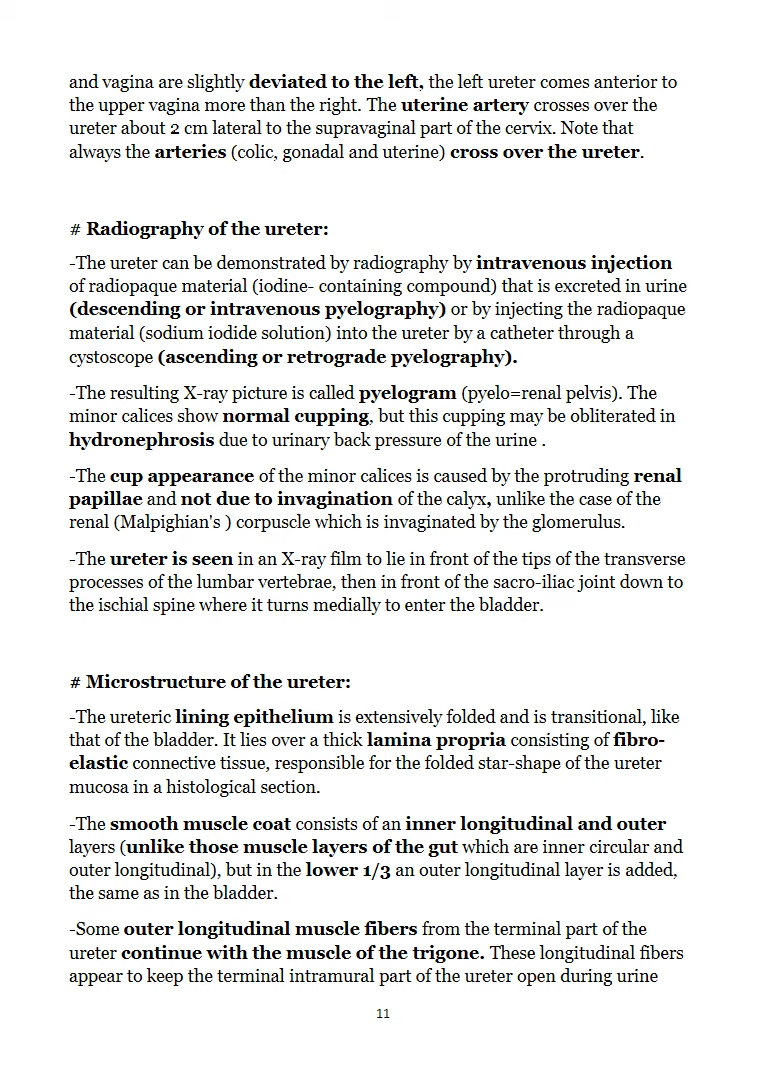 and vagina are slightly deviated to the left, the left ureter comes anterior to
the upper vagina more than the right. The uterine artery crosses over the
ureter about 2 cm lateral to the supravaginal part of the cervix. Note that
always the arteries (colic, gonadal and uterine) cross over the ureter.
# Radiography of the ureter:
-The ureter can be demonstrated by radiography by intravenous injection
of radiopaque material (iodine- containing compound) that is excreted in urine
(descending or intravenous pyelography) or by injecting the radiopaque
material (sodium iodide solution) into the ureter by a catheter through a
cystoscope (ascending or retrograde pyelography).
-The resulting X-ray picture is called pyelogram (pyelo=renal pelvis). The
minor calices show normal cupping, but this cupping may be obliterated in
hydronephrosis due to urinary back pressure of the urine .
-The cup appearance of the minor calices is caused by the protruding renal
papillae and not due to invagination of the calyx, unlike the case of the
renal (Malpighian's ) corpuscle which is invaginated by the glomerulus.
-The ureter is seen in an X-ray film to lie in front of the tips of the transverse
processes of the lumbar vertebrae, then in front of the sacro-iliac joint down to
the ischial spine where it turns medially to enter the bladder.
# Microstructure of the ureter:
-The ureteric lining epithelium is extensively folded and is transitional, like
that of the bladder. It lies over a thick lamina propria consisting of fibro-
elastic connective tissue, responsible for the folded star-shape of the ureter
mucosa in a histological section.
-The smooth muscle coat consists of an inner longitudinal and outer
layers (unlike those muscle layers of the gut which are inner circular and
outer longitudinal), but in the lower 1/3 an outer longitudinal layer is added,
the same as in the bladder.
-Some outer longitudinal muscle fibers from the terminal part of the
ureter continue with the muscle of the trigone. These longitudinal fibers
appear to keep the terminal intramural part of the ureter open during urine
11